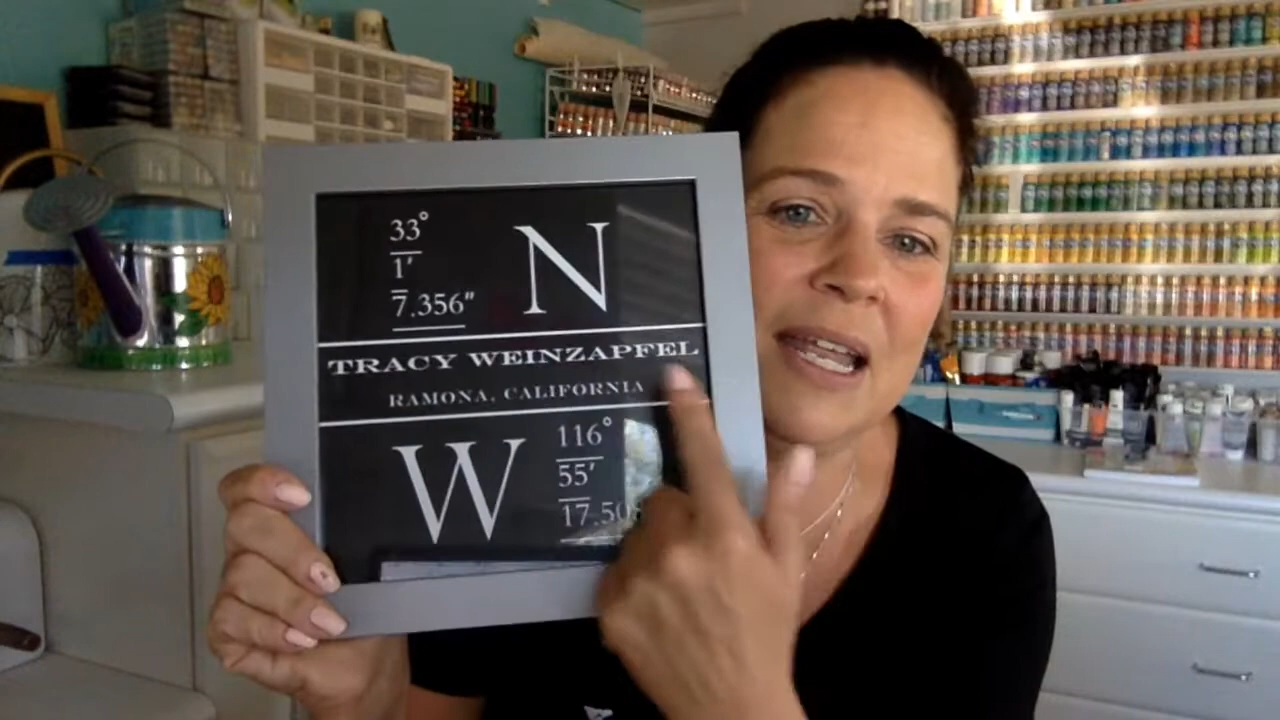 33°
1'
7.356"
N
TRACY WEINZAPFEL
RAMONA, CALIFORNIA
W
116°
55'